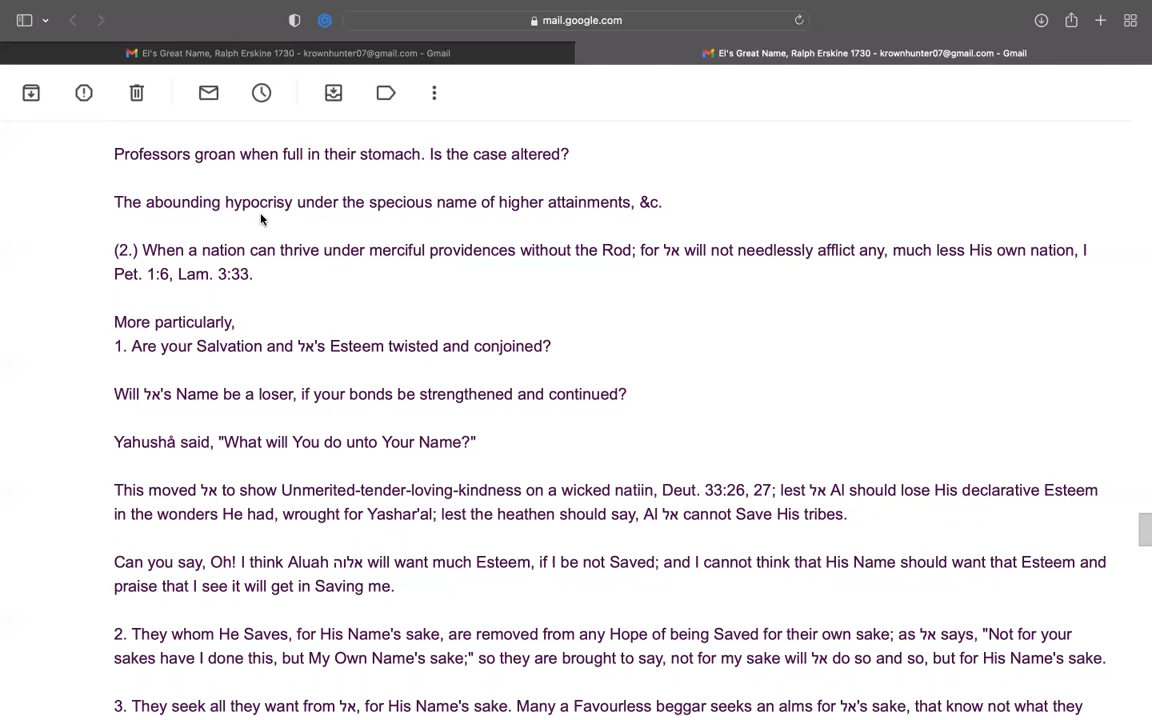 mail.google.com
El's Great Name, Ralph Erskine 1730 - krownhunter07@gmail.com - Gmail
El's Great Name, Ralph Erskine 1730 - krownhunter07@gmail.com - Gmail
Professors groan when full in their stomach. Is the case altered?
The abounding hypocrisy under the specious name of higher attainments, &c.
(2.) When a nation can thrive under merciful providences without the Rod; for אל will not needlessly afflict any, much less His own nation, I
Pet. 1:6, Lam. 3:33.
More particularly,
1. Are your Salvation and אל's Esteem twisted and conjoined?
Will אל's Name be a loser, if your bonds be strengthened and continued?
Yahushå said, "What will You do unto Your Name?"
This moved אל to show Unmerited-tender-loving-kindness on a wicked natiin, Deut. 33:26, 27; lest אל Al should lose His declarative Esteem
in the wonders He had, wrought for Yashar'al; lest the heathen should say, Al אל cannot Save His tribes.
Can you say, Oh! I think Aluah אלוה will want much Esteem, if I be not Saved; and I cannot think that His Name should want that Esteem and
praise that I see it will get in Saving me.
2. They whom He Saves, for His Name's sake, are removed from any Hope of being Saved for their own sake; as אל says, "Not for your
sakes have I done this, but My Own Name's sake;" so they are brought to say, not for my sake will אל do so and so, but for His Name's sake.
3. They seek all they want from אל, for His Name's sake. Many a Favourless beggar seeks an alms for אל's sake, that know not what they